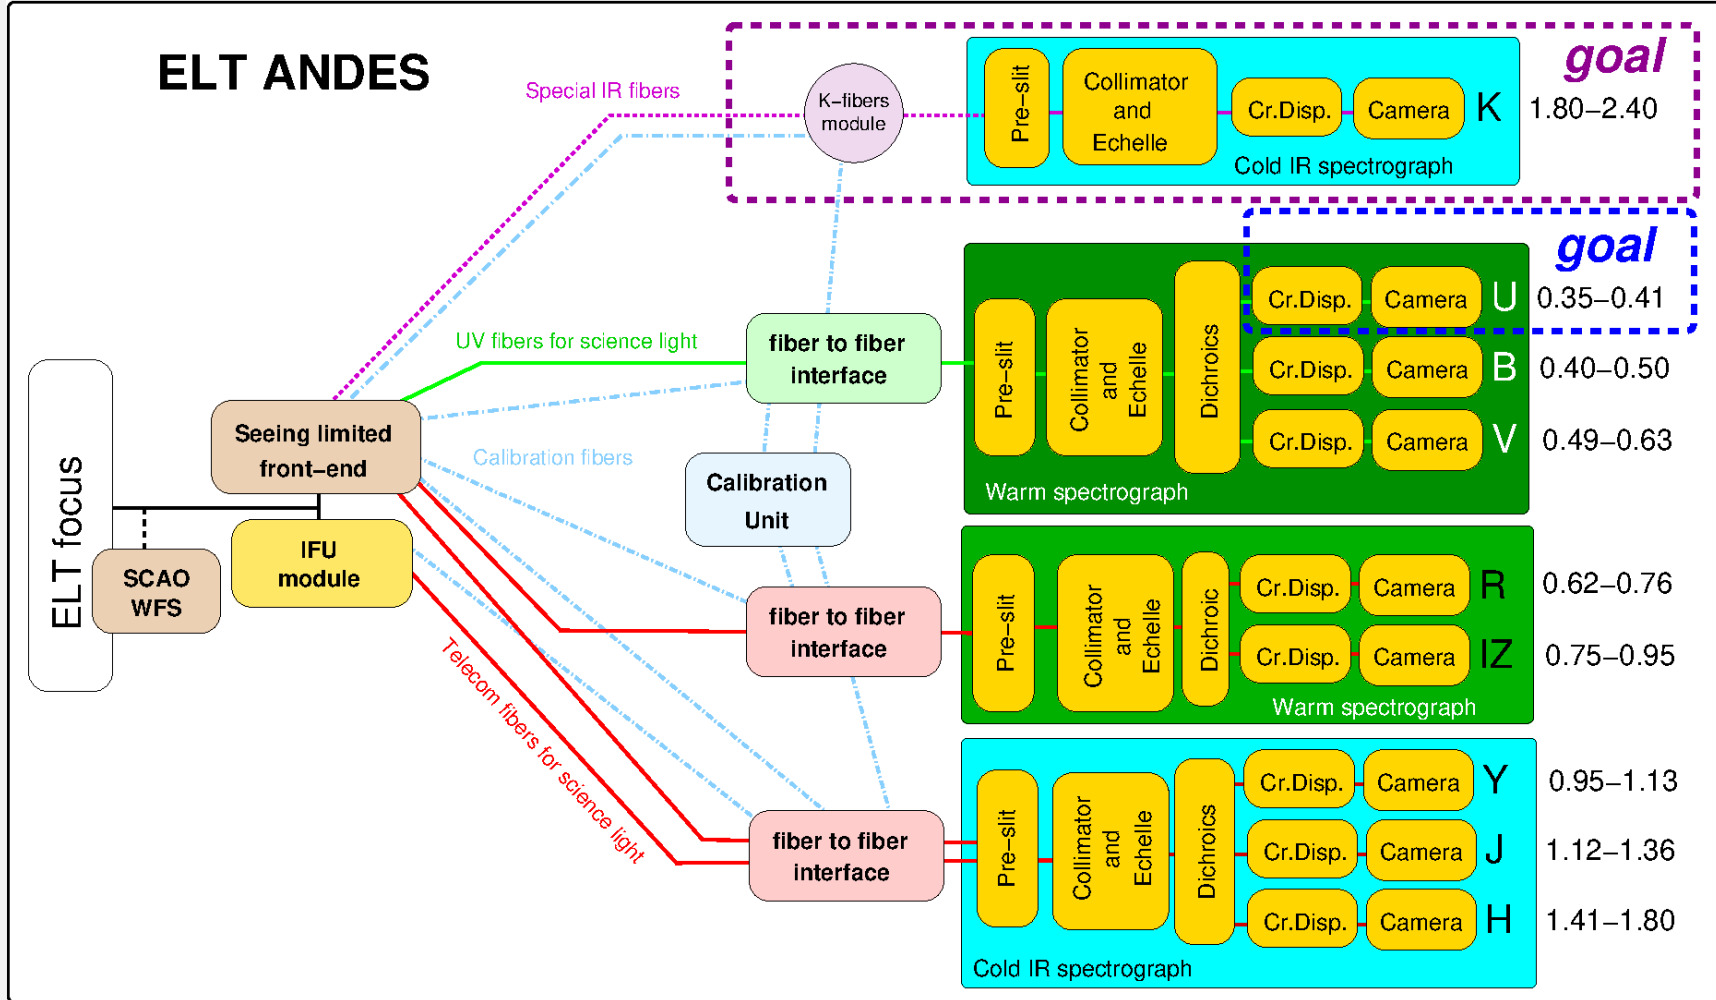 ELT ANDES
goal
Special IR fibers
K-fibers
module
Pre-slit
Collimator
and
Echelle
Cr.Disp.
Camera
K
1.80-2.40
Cold IR spectrograph
goal
UV fibers for science light
fiber to fiber
interface
Pre-slit
Collimator
and
Echelle
Dichroics
Cr.Disp.
Camera
U
0.35-0.41
Cr.Disp.
Camera
B
0.40-0.50
Cr.Disp.
Camera
V
0.49-0.63
Warm spectrograph
ELT focus
Seeing limited
front-end
Calibration fibers
Calibration
Unit
SCAO
WFS
IFU
module
fiber to fiber
interface
Pre-slit
Collimator
and
Echelle
Dichroic
Cr.Disp.
Camera
R
0.62-0.76
Cr.Disp.
Camera
IZ
0.75-0.95
Warm spectrograph
Telecom fibers for science light
fiber to fiber
interface
Pre-slit
Collimator
and
Echelle
Dichroics
Cr.Disp.
Camera
Y
0.95-1.13
Cr.Disp.
Camera
J
1.12-1.36
Cr.Disp.
Camera
H
1.41-1.80
Cold IR spectrograph